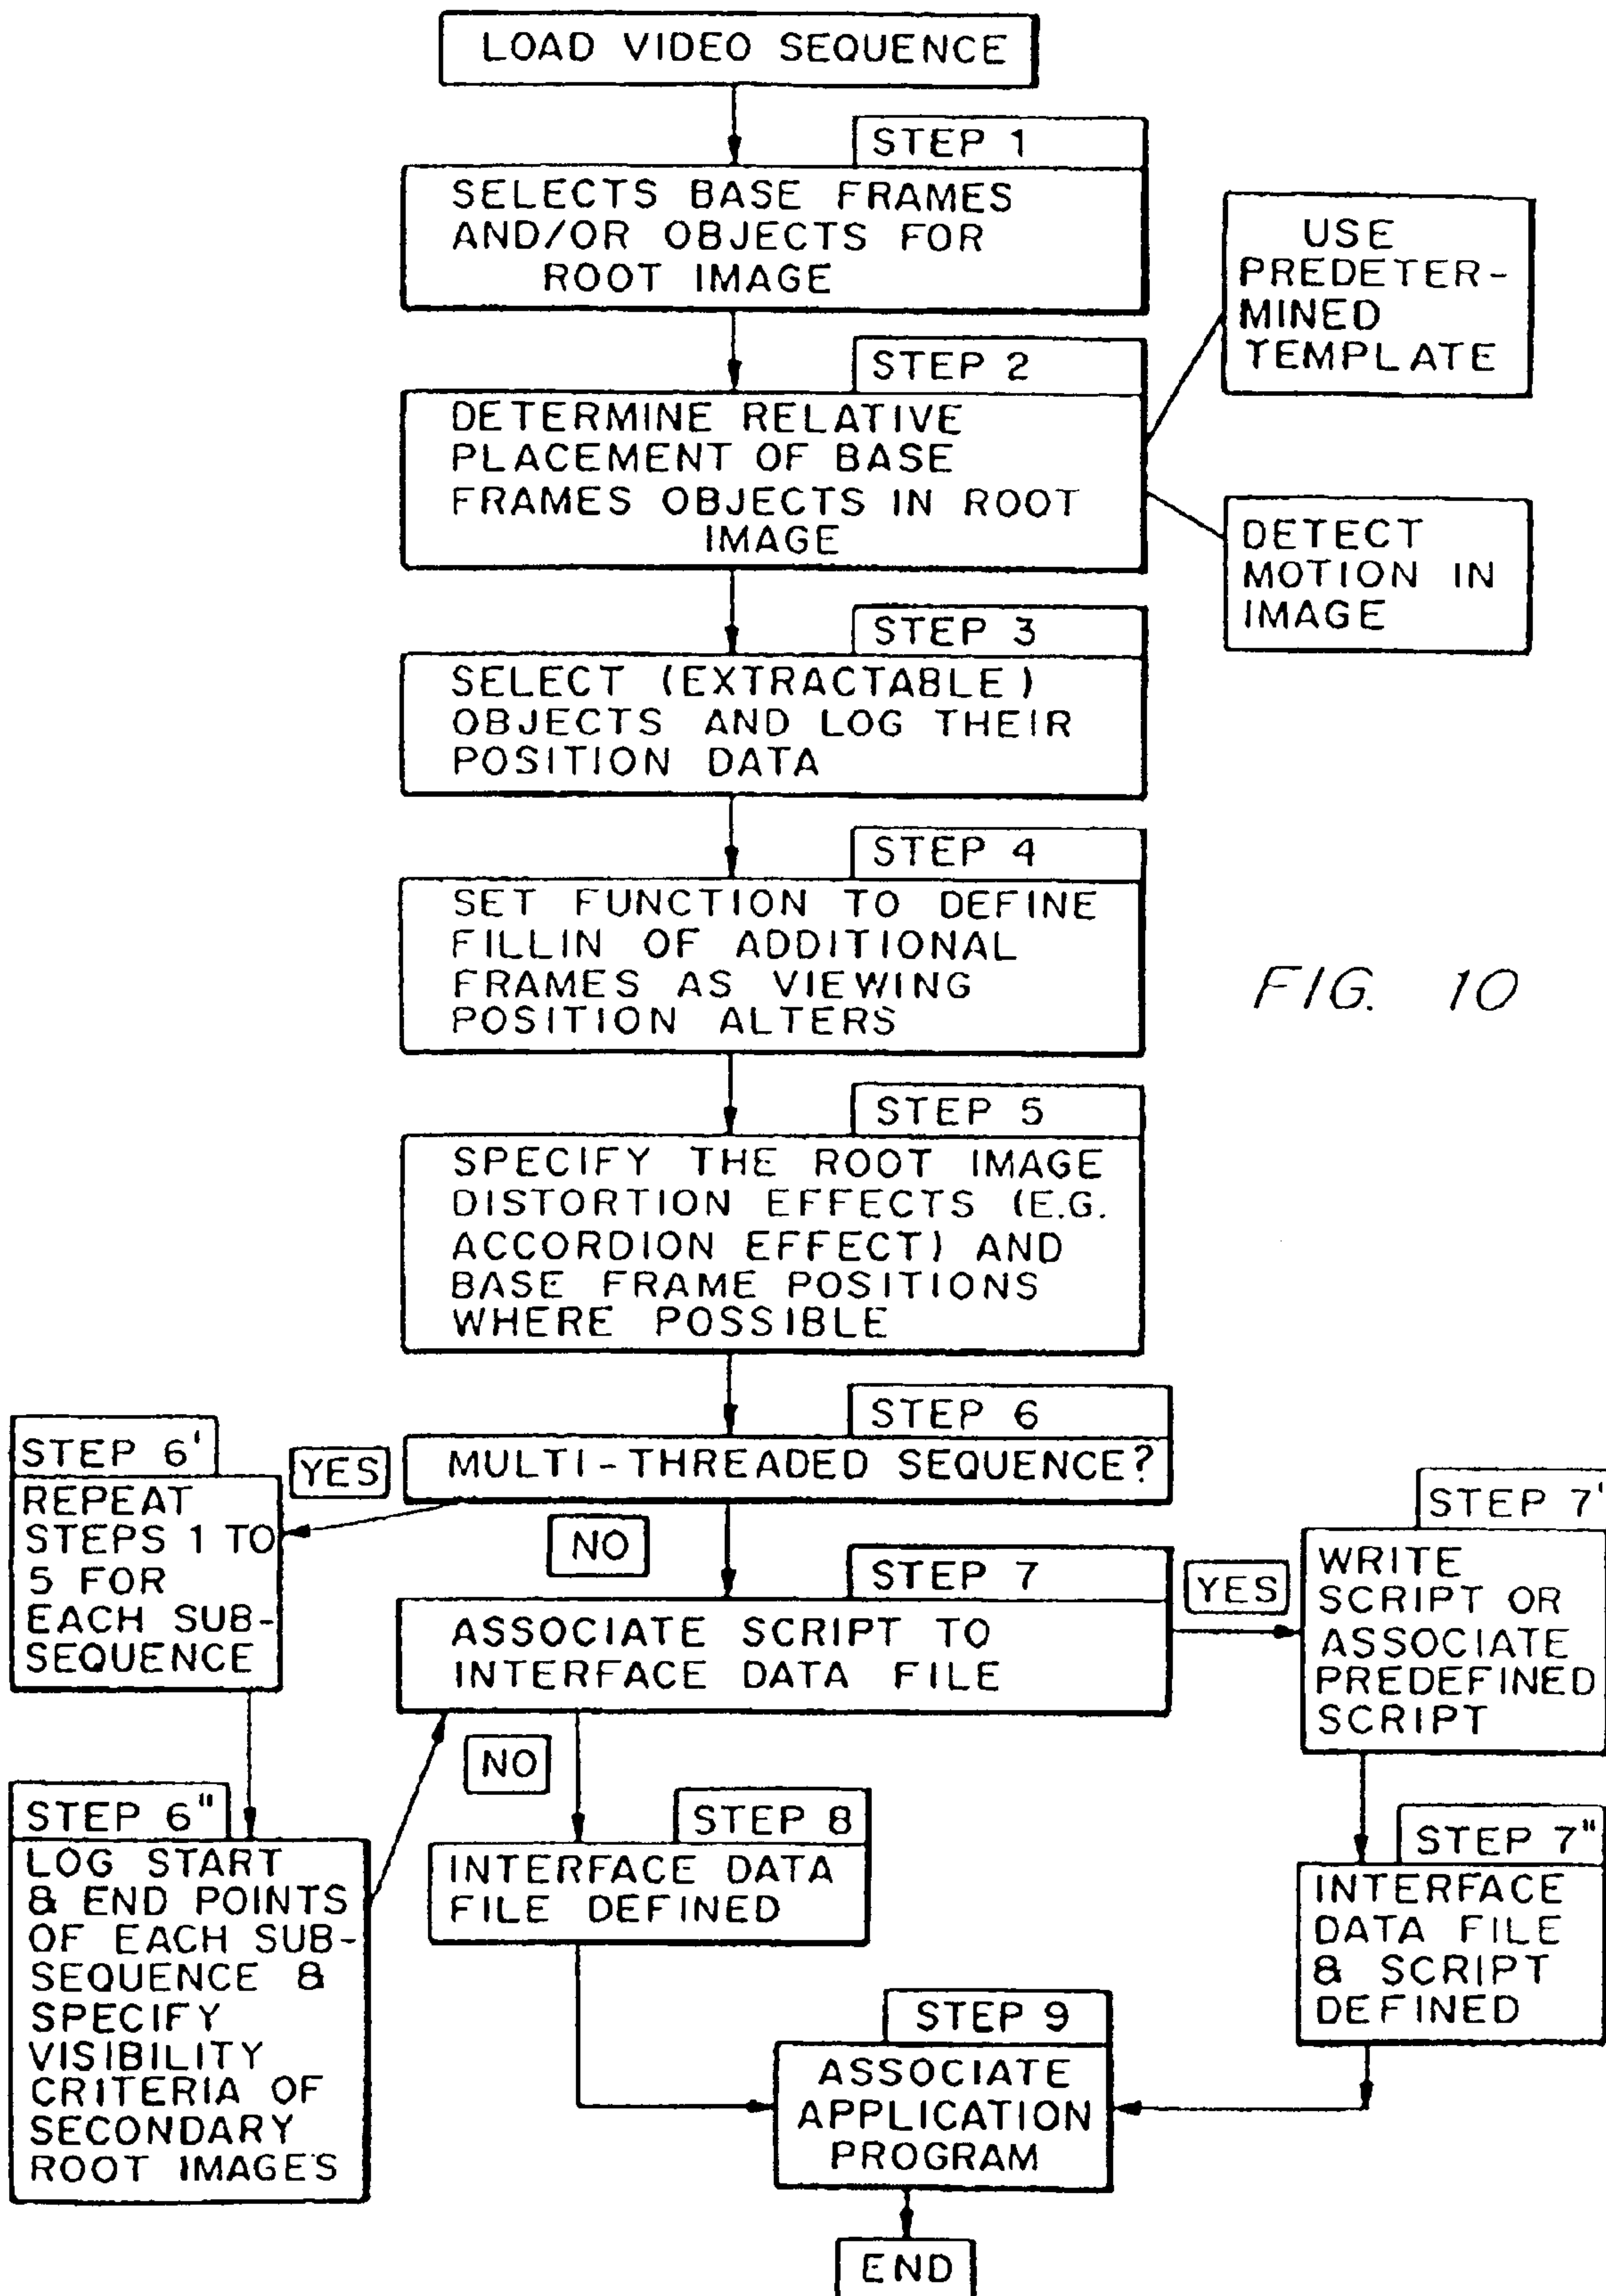 LOAD VIDEO SEQUENCE
STEP 1
SELECTS BASE FRAMES
AND/OR OBJECTS FOR
ROOT IMAGE
USE
PREDETER-
MINED
TEMPLATE
STEP 2
DETERMINE RELATIVE
PLACEMENT OF BASE
FRAMES OBJECTS IN ROOT
IMAGE
DETECT
MOTION IN
IMAGE
STEP 3
SELECT (EXTRACTABLE)
OBJECTS AND LOG THEIR
POSITION DATA
STEP 4
SET FUNCTION TO DEFINE
FILLIN OF ADDITIONAL
FRAMES AS VIEWING
POSITION ALTERS
FIG. 10
STEP 5
SPECIFY THE ROOT IMAGE
DISTORTION EFFECTS (E.G.
ACCORDION EFFECT) AND
BASE FRAME POSITIONS
WHERE POSSIBLE
STEP 6
MULTI-THREADED SEQUENCE?
YES
STEP 6'
REPEAT
STEPS 1 TO
5 FOR
EACH SUB-
SEQUENCE
NO
STEP 7
ASSOCIATE SCRIPT TO
INTERFACE DATA FILE
YES
STEP 7'
WRITE
SCRIPT OR
ASSOCIATE
PREDEFINED
SCRIPT
NO
STEP 6"
LOG START
& END POINTS
OF EACH SUB-
SEQUENCE &
SPECIFY
VISIBILITY
CRITERIA OF
SECONDARY
ROOT IMAGES
STEP 8
INTERFACE DATA
FILE DEFINED
STEP 7"
INTERFACE
DATA FILE
& SCRIPT
DEFINED
STEP 9
ASSOCIATE
APPLICATION
PROGRAM
END